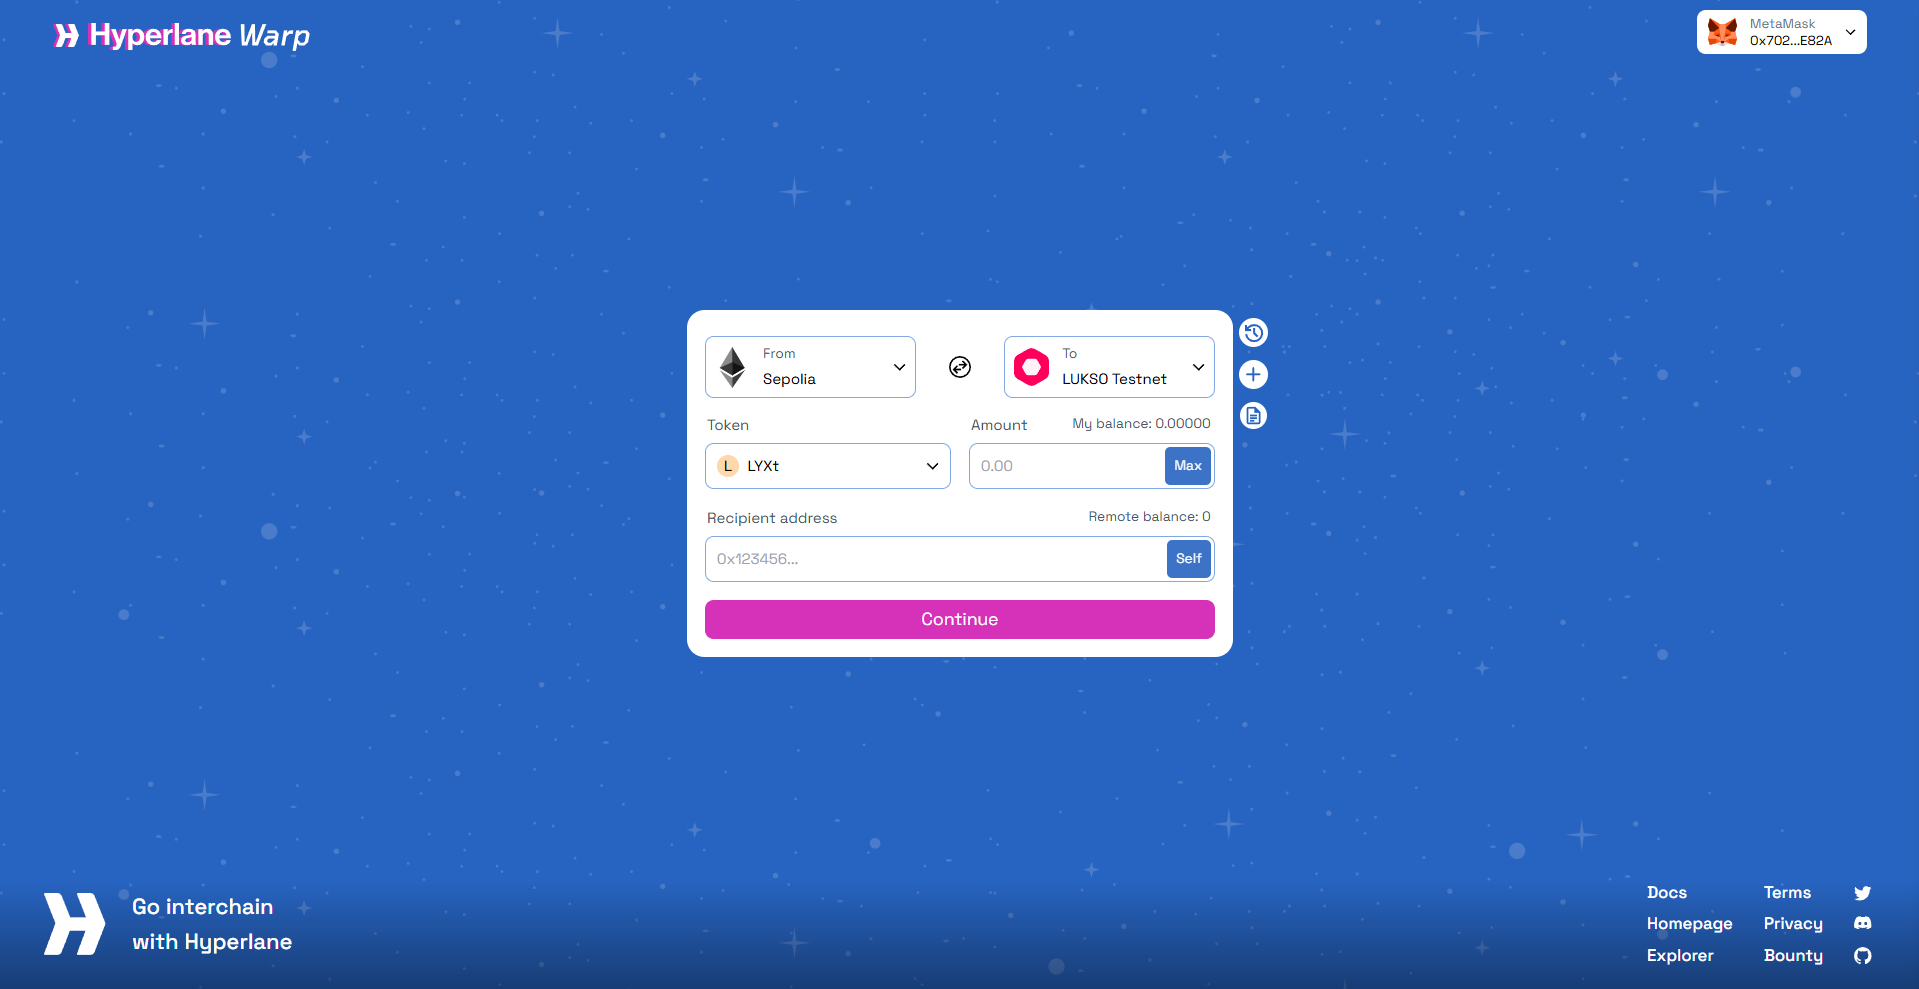 Hyperlane Warp
MetaMask
0x702...E82A
From
Sepolia
To
LUKSO Testnet
Token
Amount
My balance: 0.00000
L LYXt
0.00
Max
Recipient address
Remote balance: 0
0x123456...
Self
Continue
Go interchain
with Hyperlane
Docs
Terms
Homepage
Privacy
Explorer
Bounty